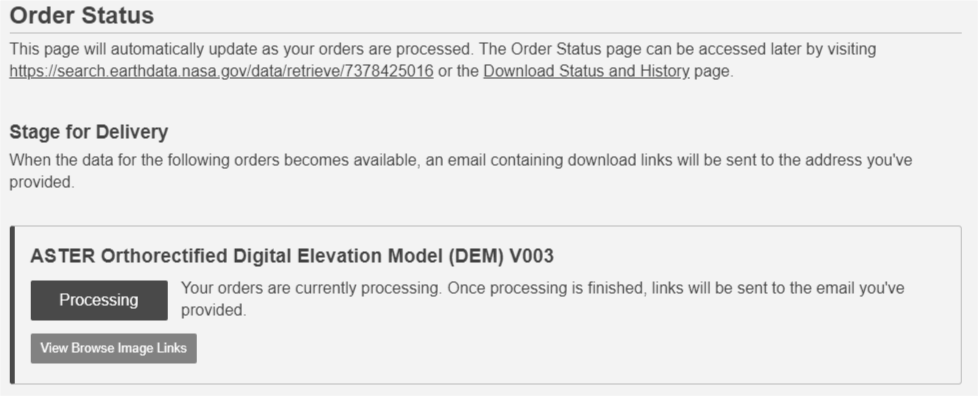 Order Status
This page will automatically update as your orders are processed. The Order Status page can be accessed later by visiting
https://search.earthdata.nasa.gov/data/retrieve/7378425016 or the Download Status and History page.
Stage for Delivery
When the data for the following orders becomes available, an email containing download links will be sent to the address you've
provided.
ASTER Orthorectified Digital Elevation Model (DEM) V003
Processing
Your orders are currently processing. Once processing is finished, links will be sent to the email you've
provided.
View Browse Image Links